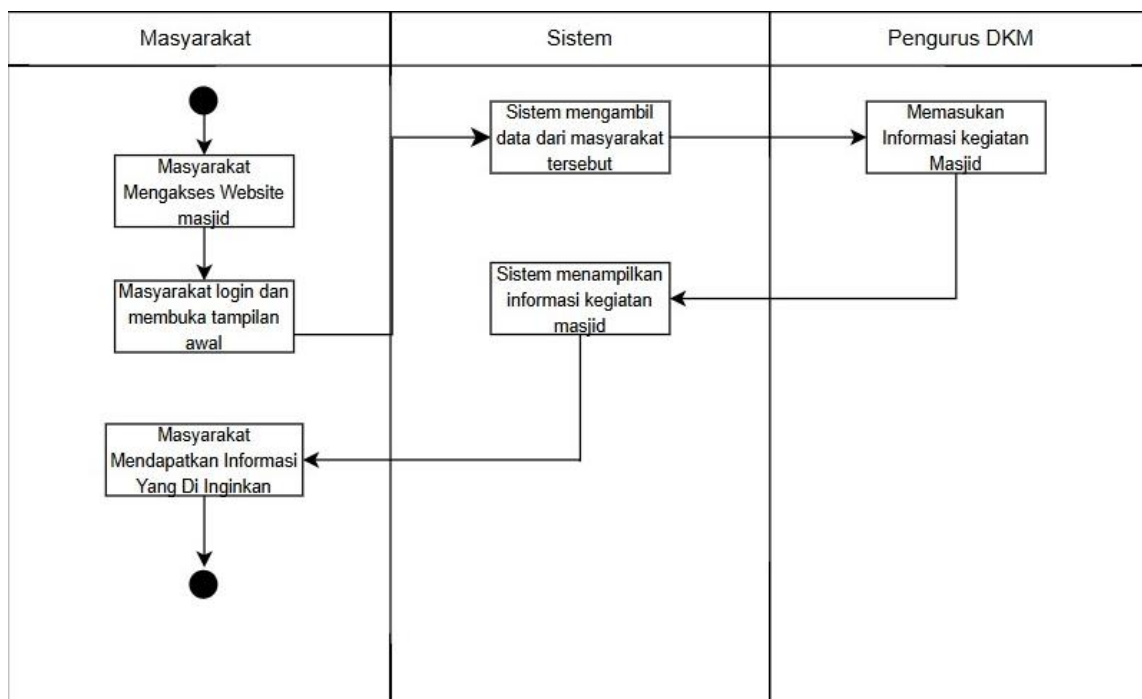 Masyarakat
Sistem
Pengurus DKM
Masyarakat
Mengakses Website
masjid
Masyarakat login dan
membuka tampilan
awal
Sistem mengambil
data dari masyarakat
tersebut
Memasukan
Informasi kegiatan
Masjid
Sistem menampilkan
informasi kegiatan
masjid
Masyarakat
Mendapatkan Informasi
Yang Di Inginkan